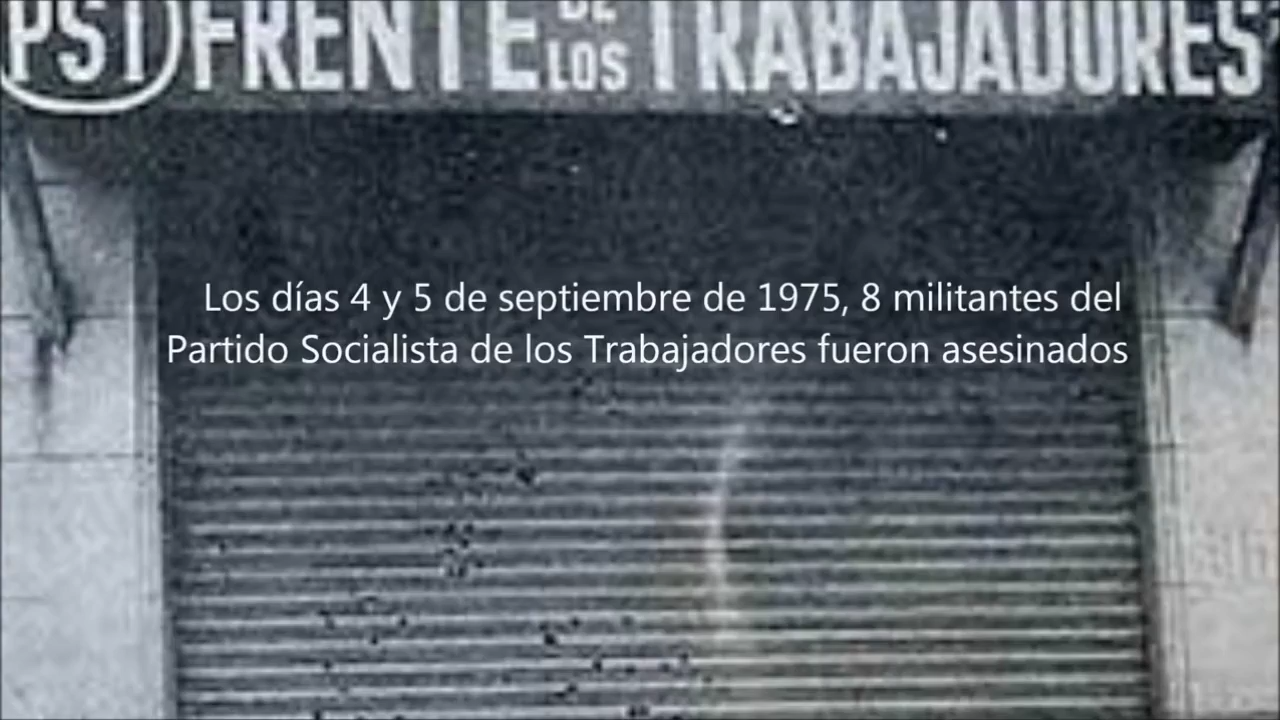 PST FRENTE DE LOS TRABAJADORES
Los días 4 y 5 de septiembre de 1975, 8 militantes del
Partido Socialista de los Trabajadores fueron asesinados